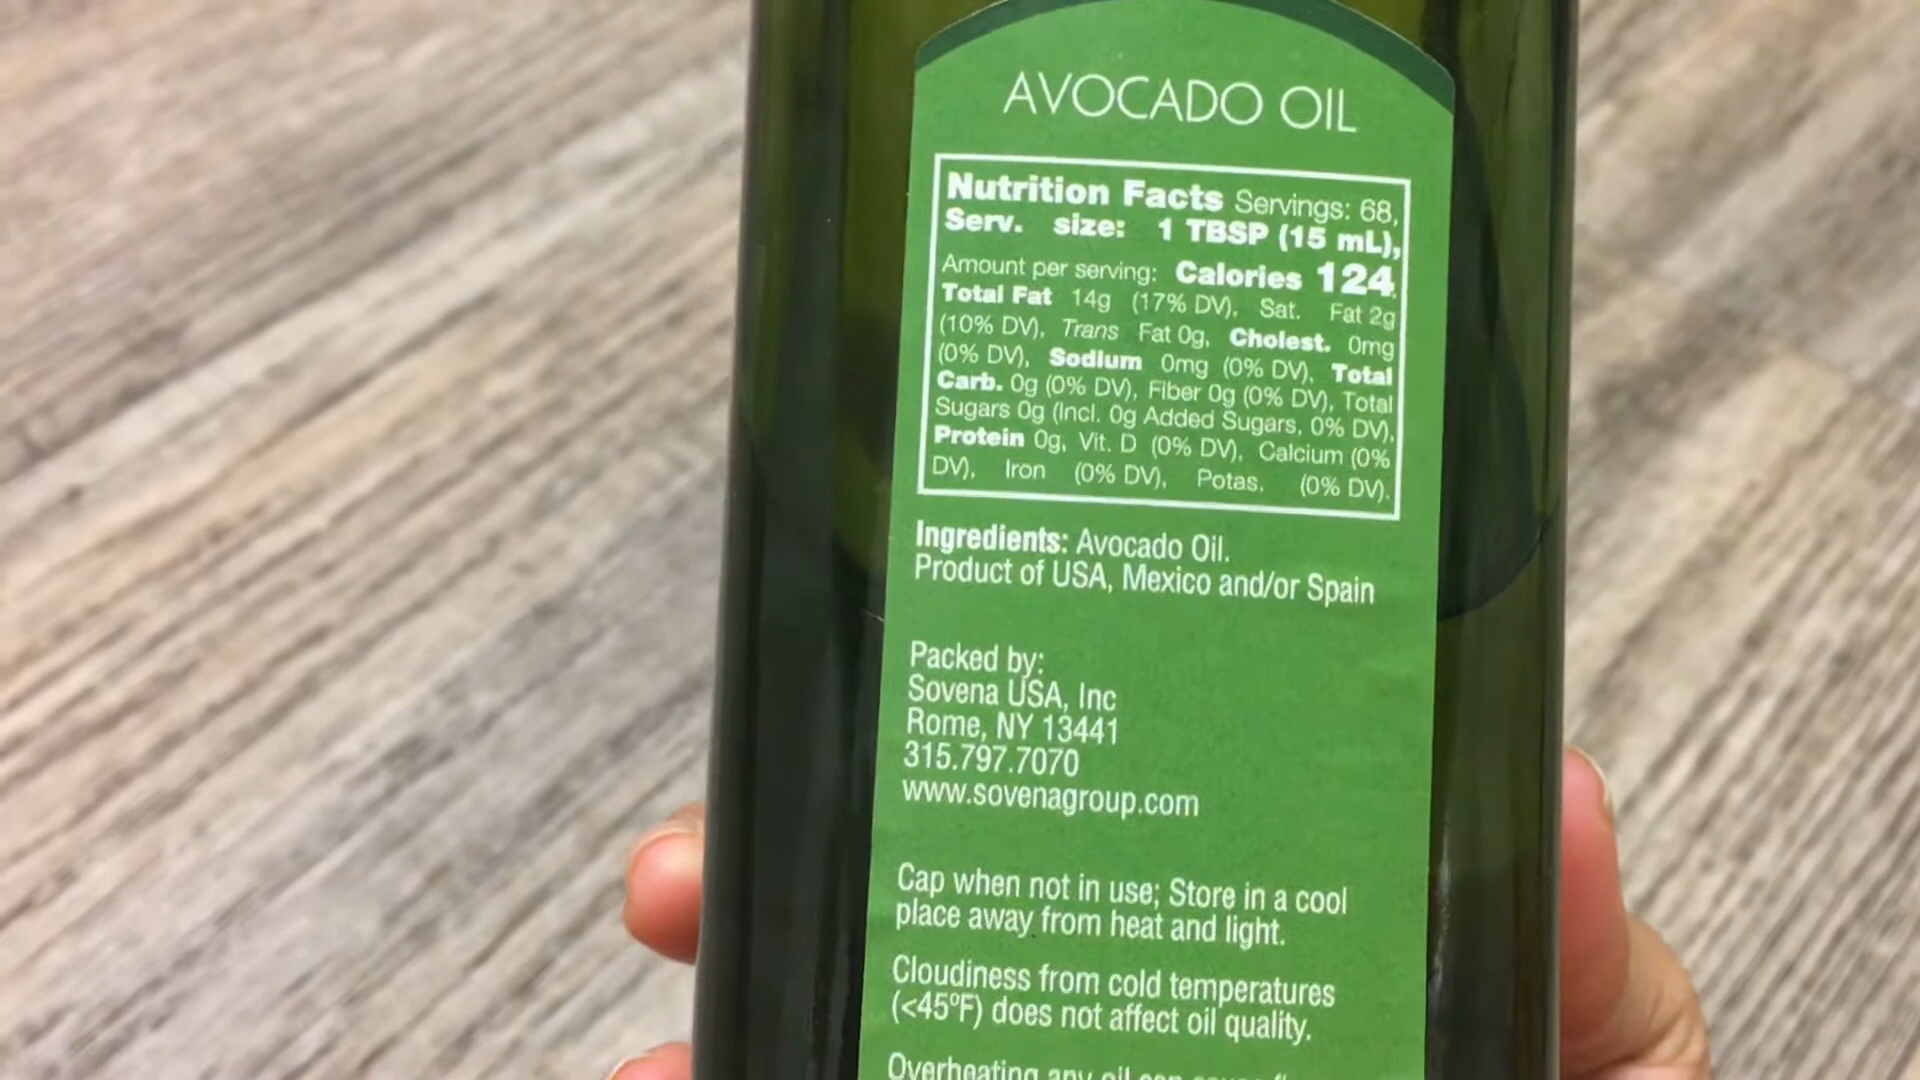 AVOCADO OIL
Nutrition Facts Servings: 68,
Serv. size: 1 TBSP (15 mL),
Amount per serving: Calories 124,
Total Fat 14g (17% DV), Sat. Fat 2g
(10% DV), Trans Fat 0g, Cholest. 0mg
(0% DV), Sodium 0mg (0% DV), Total
Carb. 0g (0% DV), Fiber 0g (0% DV), Total
Sugars 0g (Incl. 0g Added Sugars, 0% DV),
Protein 0g, Vit. D (0% DV), Calcium (0%
DV), Iron (0% DV), Potas. (0% DV).
Ingredients: Avocado Oil.
Product of USA, Mexico and/or Spain
Packed by:
Sovena USA, Inc
Rome, NY 13441
315.797.7070
www.sovenagroup.com
Cap when not in use; Store in a cool
place away from heat and light.
Cloudiness from cold temperatures
(<45ºF) does not affect oil quality.
Overheating any oil can